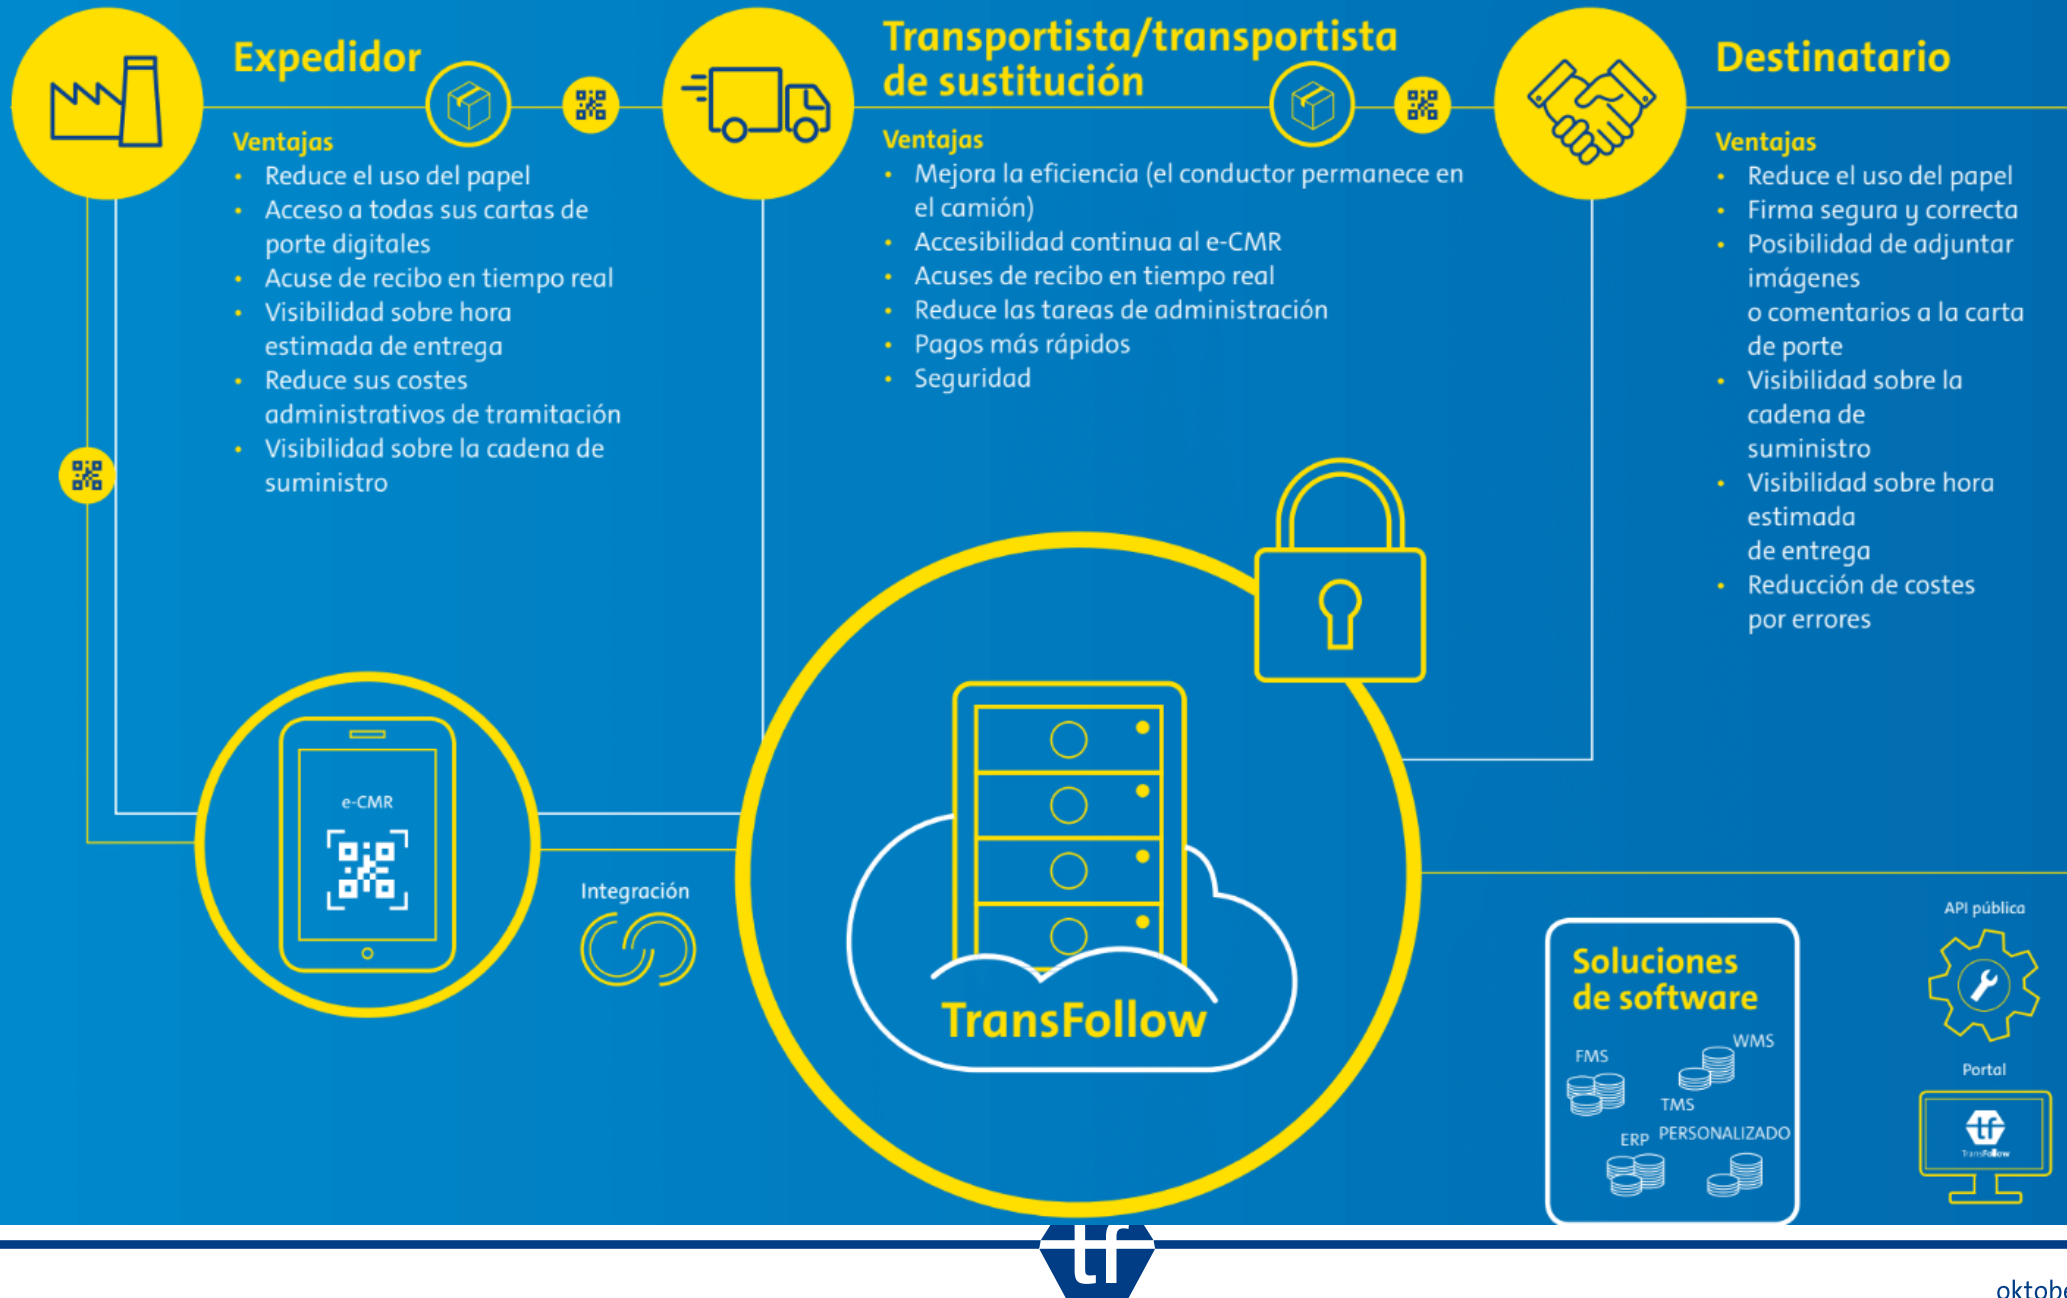 Expedidor
Ventajas
• Reduce el uso del papel
• Acceso a todas sus cartas de
porte digitales
• Acuse de recibo en tiempo real
• Visibilidad sobre hora
estimada de entrega
• Reduce sus costes
administrativos de tramitación
• Visibilidad sobre la cadena de
suministro
Transportista/transportista
de sustitución
Ventajas
• Mejora la eficiencia (el conductor permanece en
el camión)
• Accesibilidad continua al e-CMR
• Acuses de recibo en tiempo real
• Reduce las tareas de administración
• Pagos más rápidos
• Seguridad
Destinatario
Ventajas
• Reduce el uso del papel
• Firma segura y correcta
• Posibilidad de adjuntar
imágenes
o comentarios a la carta
de porte
• Visibilidad sobre la
cadena de
suministro
• Visibilidad sobre hora
estimada
de entrega
• Reducción de costes
por errores
e-CMR
Integración
TransFollow
Soluciones
de software
FMS
WMS
TMS
ERP
PERSONALIZADO
API pública
Portal
tf
TransFollow
tf
oktobe